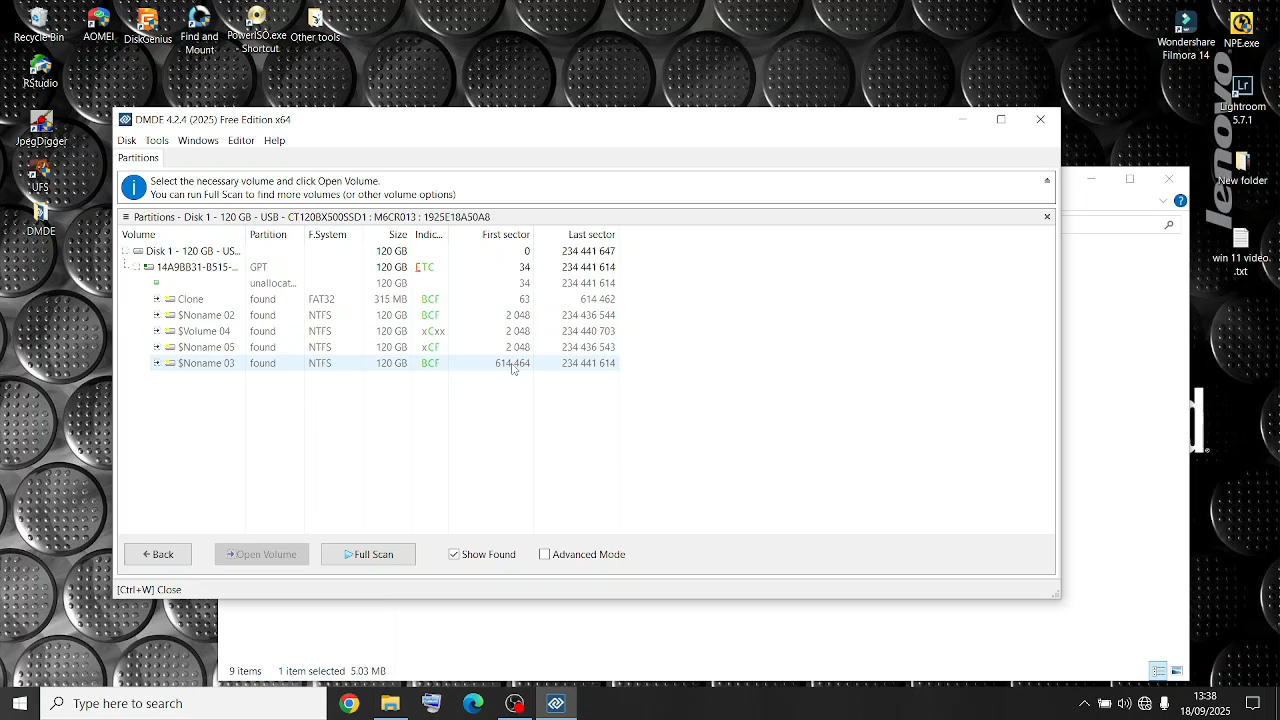 Recycle Bin
AOMEI
DiskGenius
Find and Mount
PowerISO.exe - Shortcut
Other tools
Wondershare Filmora 14
NPE.exe
RStudio
JpegDigger
UFS
DMDE
Lightroom 5.7.1
New folder
win 11 video.txt
lenovo
DMDE 4.2.4 (2025) Free Edition x64
Disk Tools Windows Editor Help
Partitions
Select the necessary volume and click Open Volume.
You can run Full Scan to find more volumes (or other volume options)
Partitions - Disk 1 - 120 GB - USB - CT120BX500SSD1 : M6CR013 : 1925E18A50A8
Volume Partition F.System Size Indic... First sector Last sector
Disk 1 - 120 GB - US... 120 GB 0 234 441 647
14A9BB31-B515-... GPT 120 GB ETC 34 234 441 614
unallocat... 120 GB 34 234 441 614
Clone found FAT32 315 MB BCF 63 614 462
$Noname 02 found NTFS 120 GB BCF 2 048 234 436 544
$Volume 04 found NTFS 120 GB xCxx 2 048 234 440 703
$Noname 05 found NTFS 120 GB xCF 2 048 234 436 543
$Noname 03 found NTFS 120 GB BCF 614 464 234 441 614
Back Open Volume Full Scan Show Found Advanced Mode
[Ctrl+W] Close
9 items 1 item selected 5.03 MB
Type here to search
13:38
18/09/2025